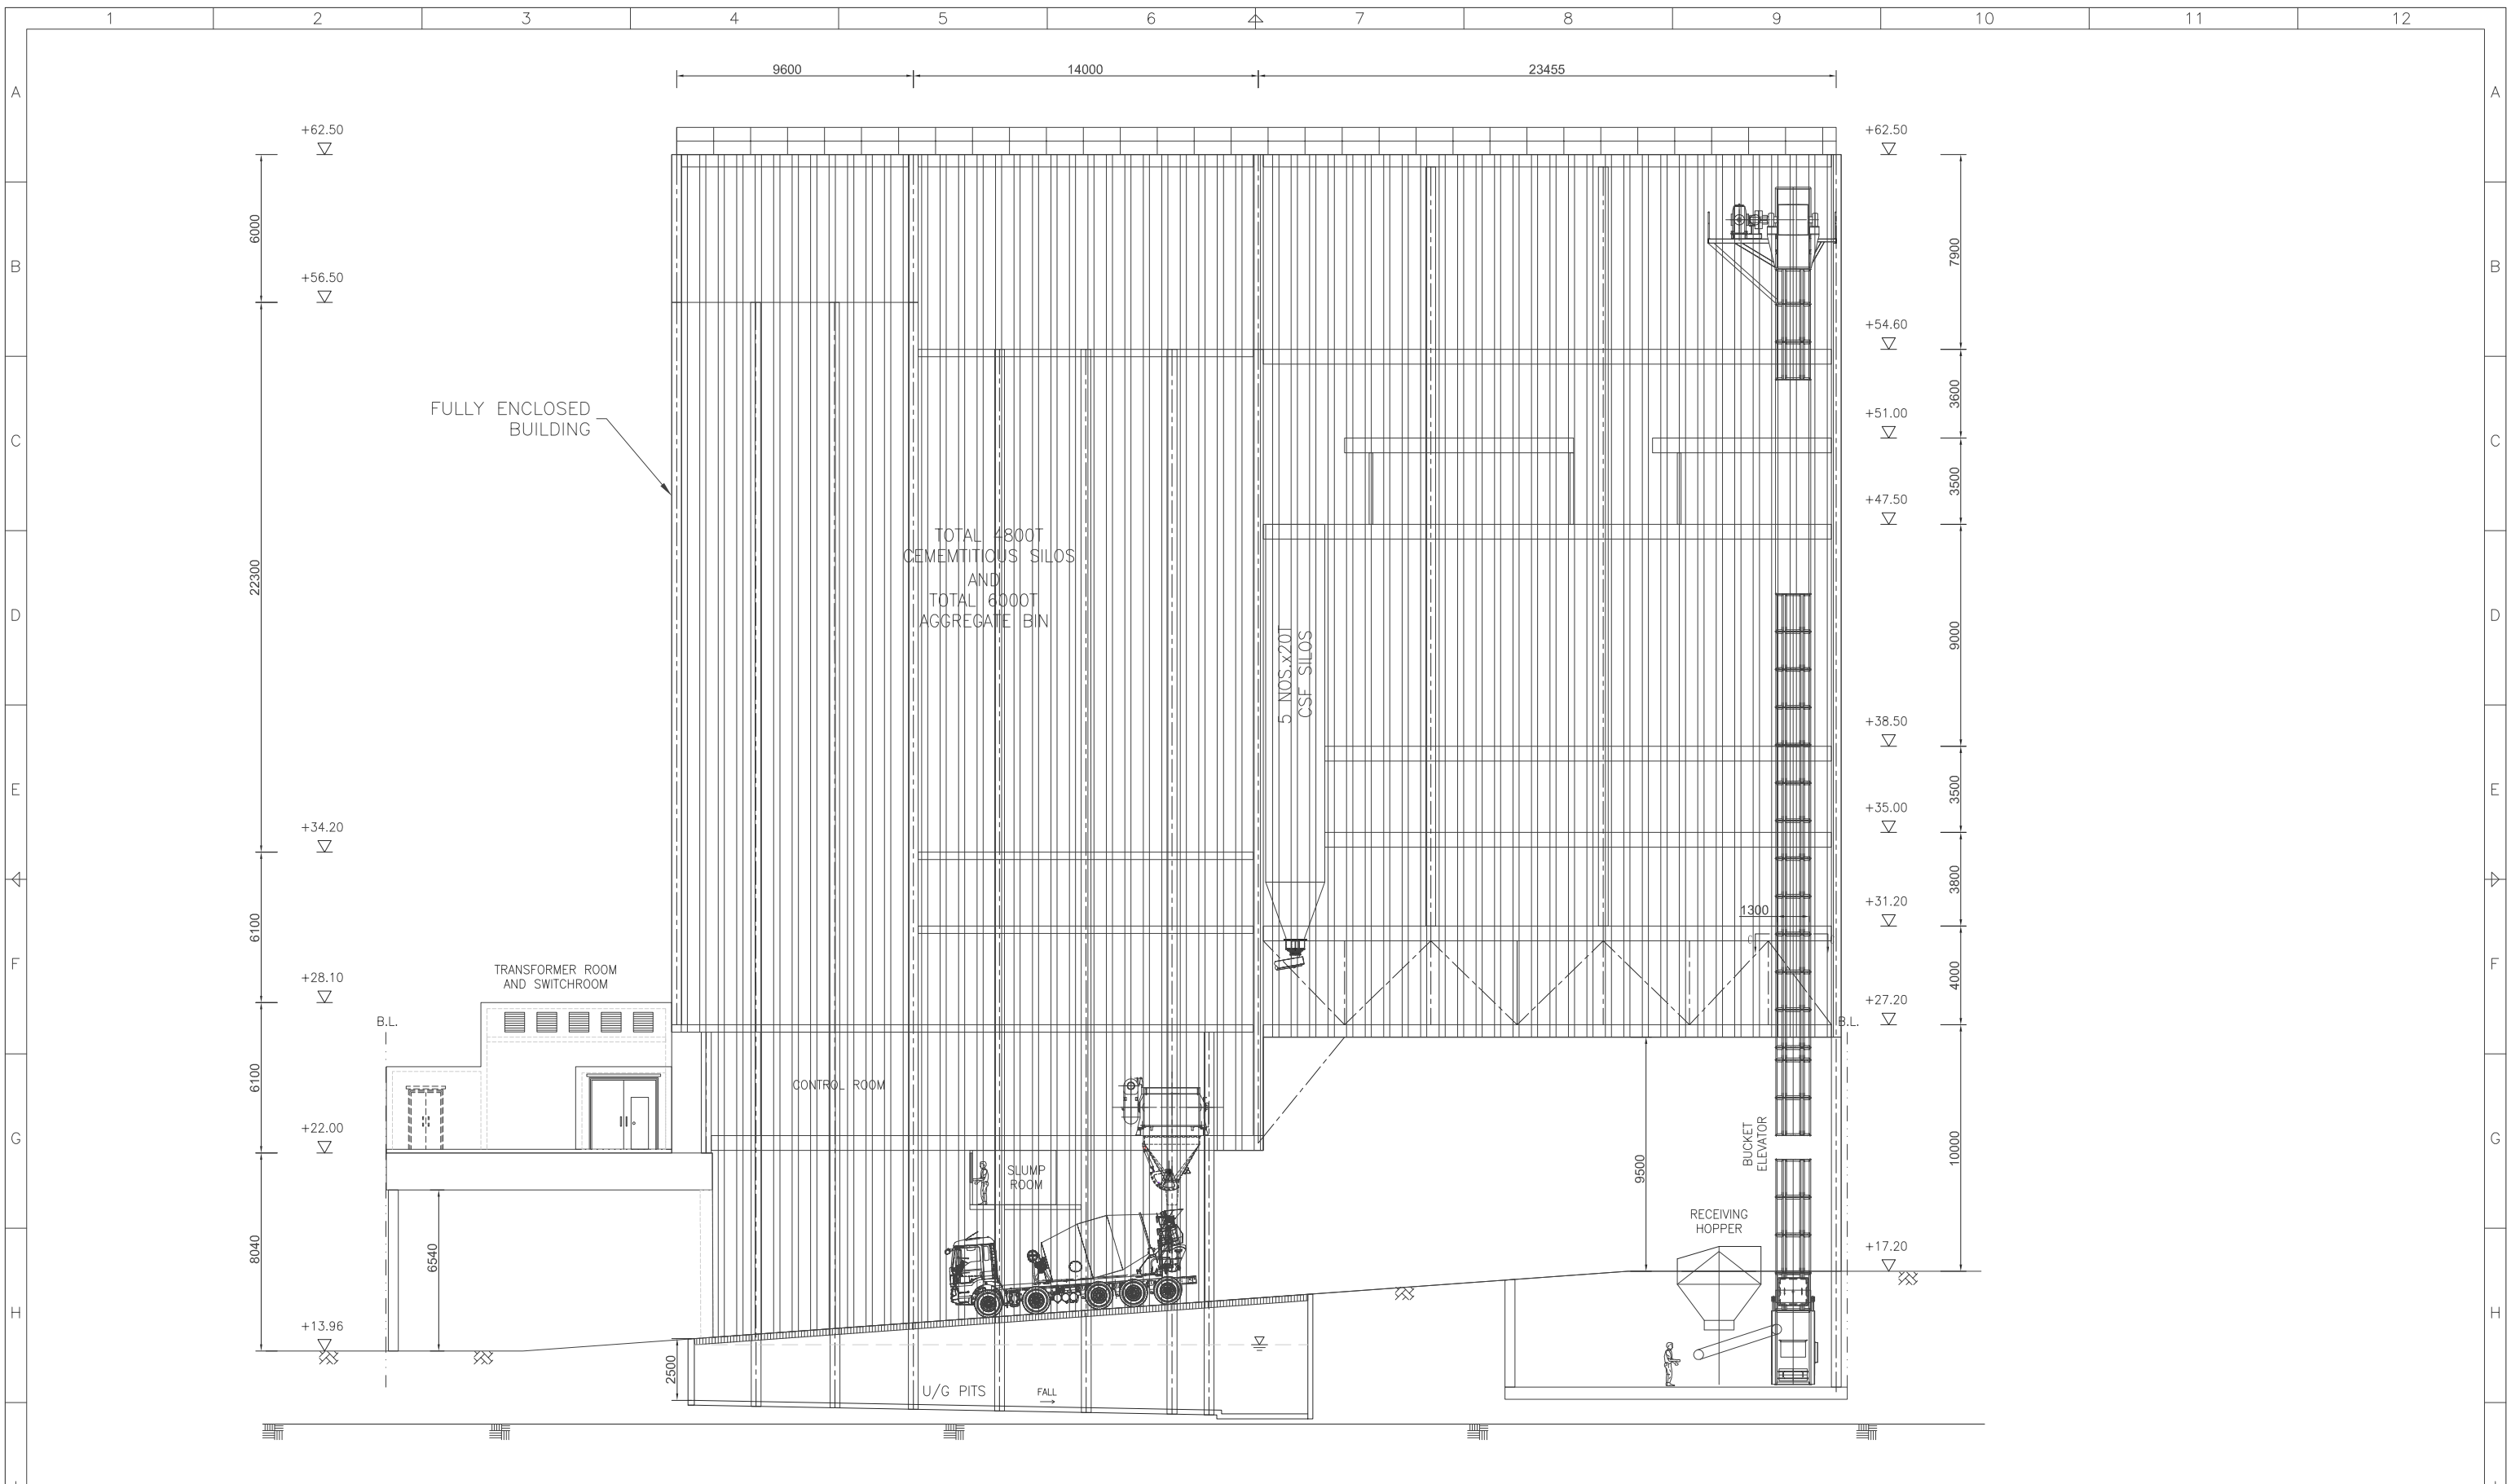 1 2 3 4 5 6 7 8 9 10 11 12
9600 14000 23455
A A
+62.50 +62.50
6000
7900
B B
+56.50
+54.60
3600
FULLY ENCLOSED
BUILDING
+51.00
C C
3500
+47.50
TOTAL 4800T
CEMEMTITIOUS SILOS
AND
TOTAL 6000T
AGGREGATE BIN
22300
D D
9000
5 NOS.x20T
CSF SILOS
+38.50
E E
3500
+35.00
+34.20
3800
1300
+31.20
6100
F F
TRANSFORMER ROOM
AND SWITCHROOM
+28.10
4000
+27.20
B.L. B.L.
6100
CONTROL ROOM
+22.00
G G
BUCKET
ELEVATOR
10000
9500
SLUMP
ROOM
RECEIVING
HOPPER
8040
6540
+17.20
H H
+13.96
2500
U/G PITS
FALL